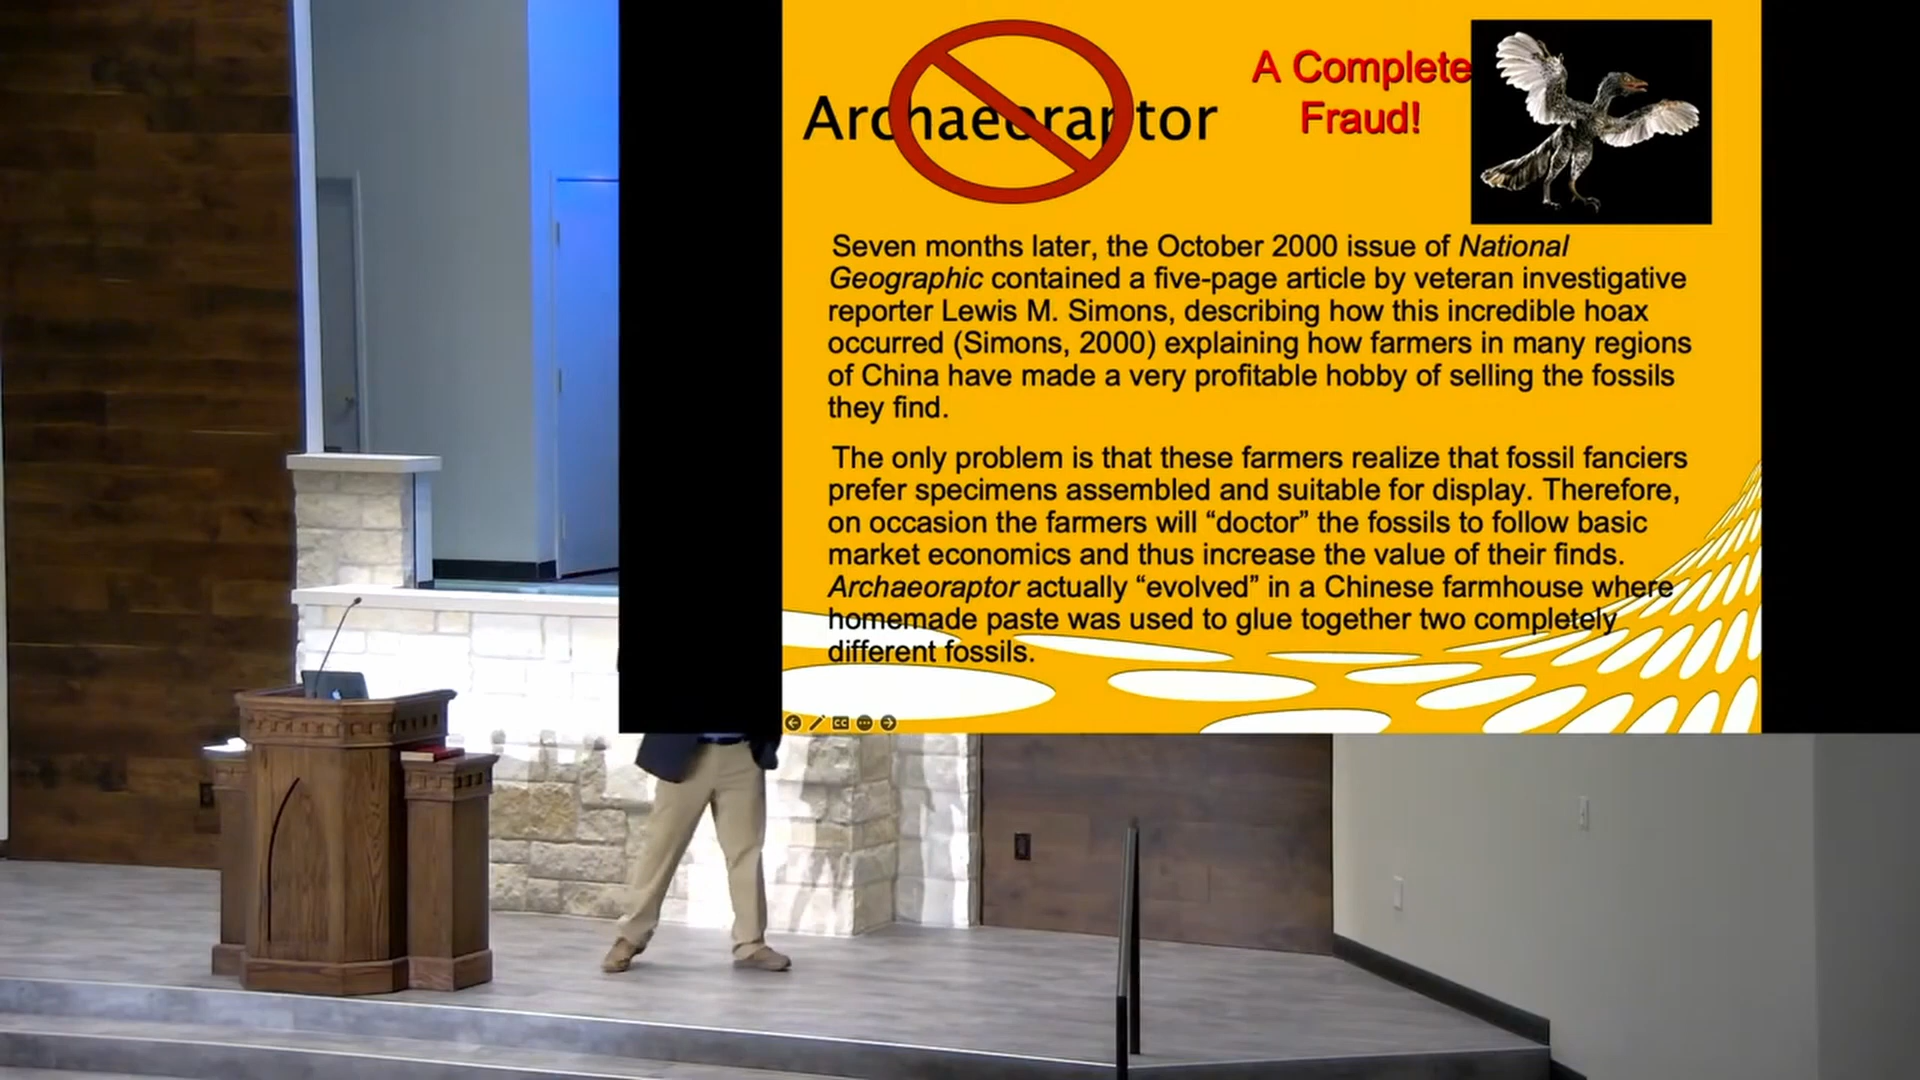 Archaeoraptor
A Complete
Fraud!
Seven months later, the October 2000 issue of National
Geographic contained a five-page article by veteran investigative
reporter Lewis M. Simons, describing how this incredible hoax
occurred (Simons, 2000) explaining how farmers in many regions
of China have made a very profitable hobby of selling the fossils
they find.
The only problem is that these farmers realize that fossil fanciers
prefer specimens assembled and suitable for display. Therefore,
on occasion the farmers will “doctor” the fossils to follow basic
market economics and thus increase the value of their finds.
Archaeoraptor actually “evolved” in a Chinese farmhouse where
homemade paste was used to glue together two completely
different fossils.
CC